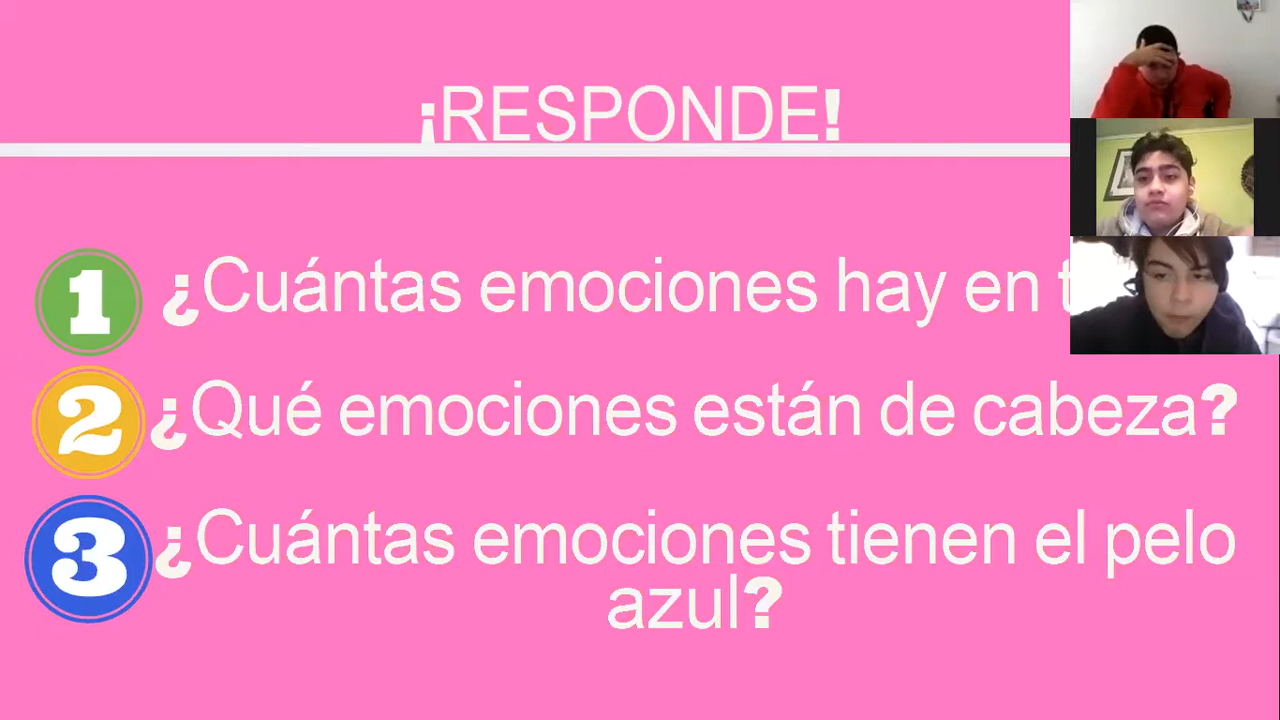 ¡RESPONDE!
1 ¿Cuántas emociones hay en
2 ¿Qué emociones están de cabeza?
3 ¿Cuántas emociones tienen el pelo
azul?